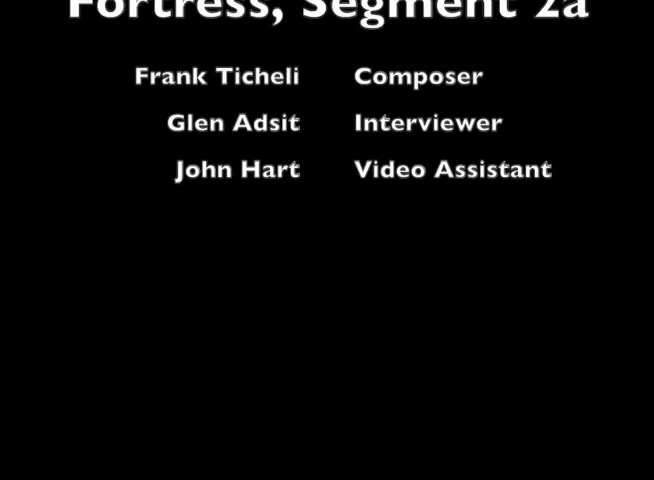 Fortress, Segment 2a
Frank Ticheli Composer
Glen Adsit Interviewer
John Hart Video Assistant